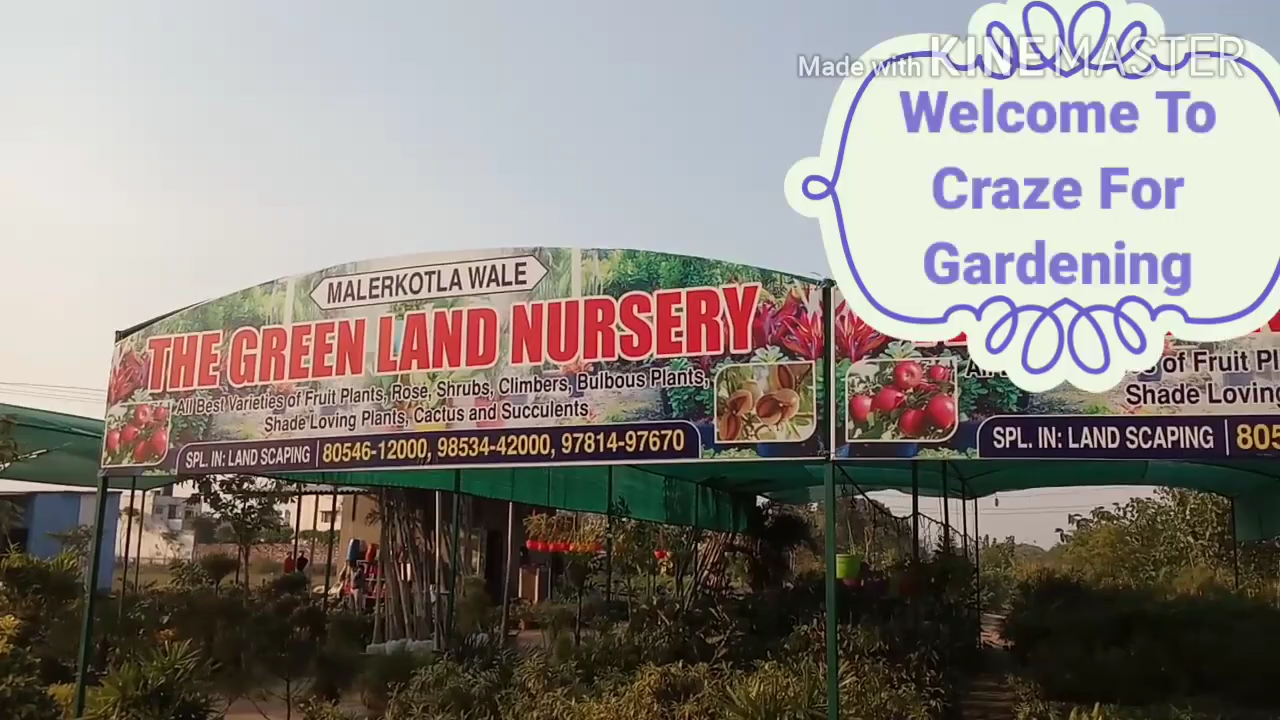 Made with KINEMASTER
Welcome To
Craze For
Gardening
MALERKOTLA WALE
THE GREEN LAND NURSERY
All Best Varieties of Fruit Plants, Rose, Shrubs, Climbers, Bulbous Plants,
Shade Loving Plants, Cactus and Succulents
SPL. IN: LAND SCAPING 80546-12000, 98534-42000, 97814-97670
of Fruit
Shade Loving
SPL. IN: LAND SCAPING